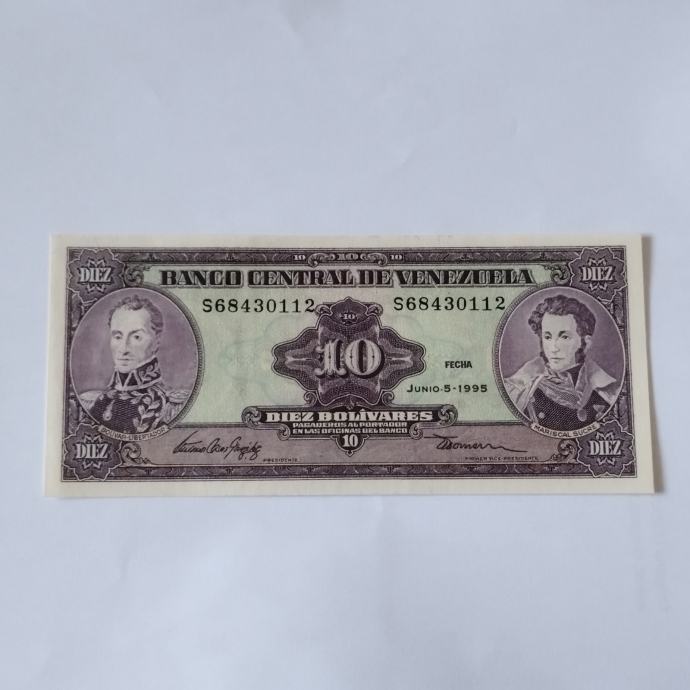 10 10 10
DIEZ DIEZ
BANCO CENTRAL DE VENEZUELA
S68430112 S68430112
10
10
FECHA
JUNIO-5-1995
BOLIVAR-LIBERTADOR
MARISCAL SUCRE
DIEZ BOLÍVARES
PAGADEROS AL PORTADOR
EN LAS OFICINAS DEL BANCO
DIEZ 10 DIEZ
PRESIDENTE
PRIMER VICE-PRESIDENTE